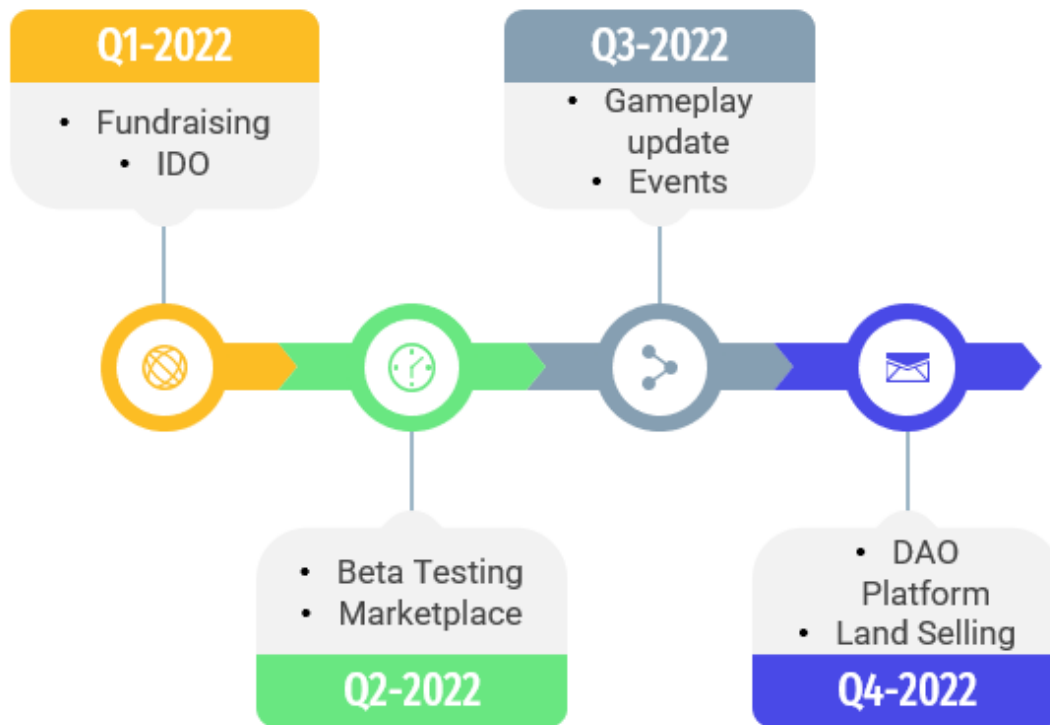 Q1-2022
• Fundraising
• IDO
Q3-2022
• Gameplay
update
• Events
• Beta Testing
• Marketplace
Q2-2022
• DAO
Platform
• Land Selling
Q4-2022